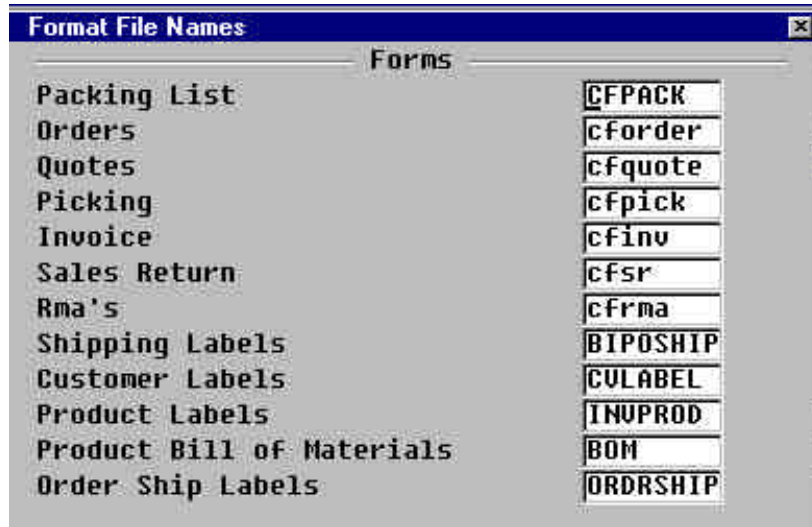 Format File Names
Forms
Packing List CFPACK
Orders cforder
Quotes cfquote
Picking cfpick
Invoice cfinv
Sales Return cfsr
Rma's cfrma
Shipping Labels BIPOSHIP
Customer Labels CVLABEL
Product Labels INVPROD
Product Bill of Materials BOM
Order Ship Labels ORDRSHIP